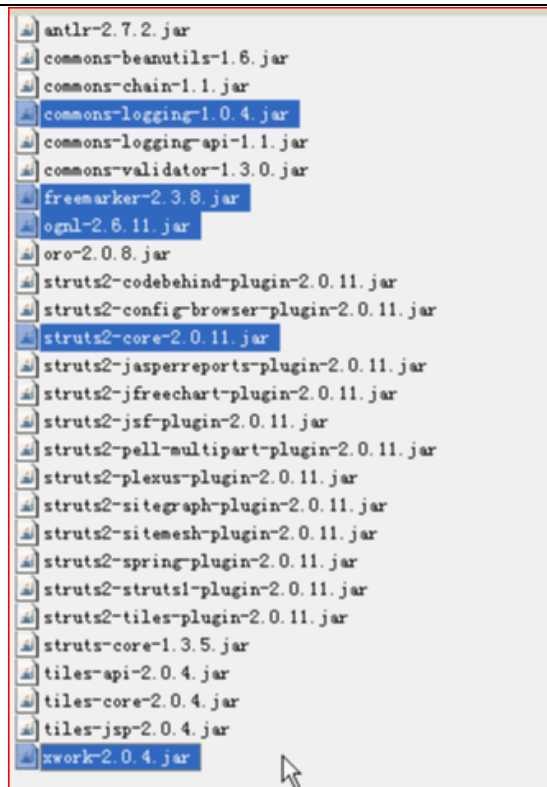 antlr-2.7.2.jar
commons-beanutils-1.6.jar
commons-chain-1.1.jar
commons-logging-1.0.4.jar
commons-logging-api-1.1.jar
commons-validator-1.3.0.jar
freemarker-2.3.8.jar
ognl-2.6.11.jar
oro-2.0.8.jar
struts2-codebehind-plugin-2.0.11.jar
struts2-config-browser-plugin-2.0.11.jar
struts2-core-2.0.11.jar
struts2-jasperreports-plugin-2.0.11.jar
struts2-jfreechart-plugin-2.0.11.jar
struts2-jsf-plugin-2.0.11.jar
struts2-pell-multipart-plugin-2.0.11.jar
struts2-plexus-plugin-2.0.11.jar
struts2-sitegraph-plugin-2.0.11.jar
struts2-sitemesh-plugin-2.0.11.jar
struts2-spring-plugin-2.0.11.jar
struts2-struts1-plugin-2.0.11.jar
struts2-tiles-plugin-2.0.11.jar
struts-core-1.3.5.jar
tiles-api-2.0.4.jar
tiles-core-2.0.4.jar
tiles-jsp-2.0.4.jar
xwork-2.0.4.jar